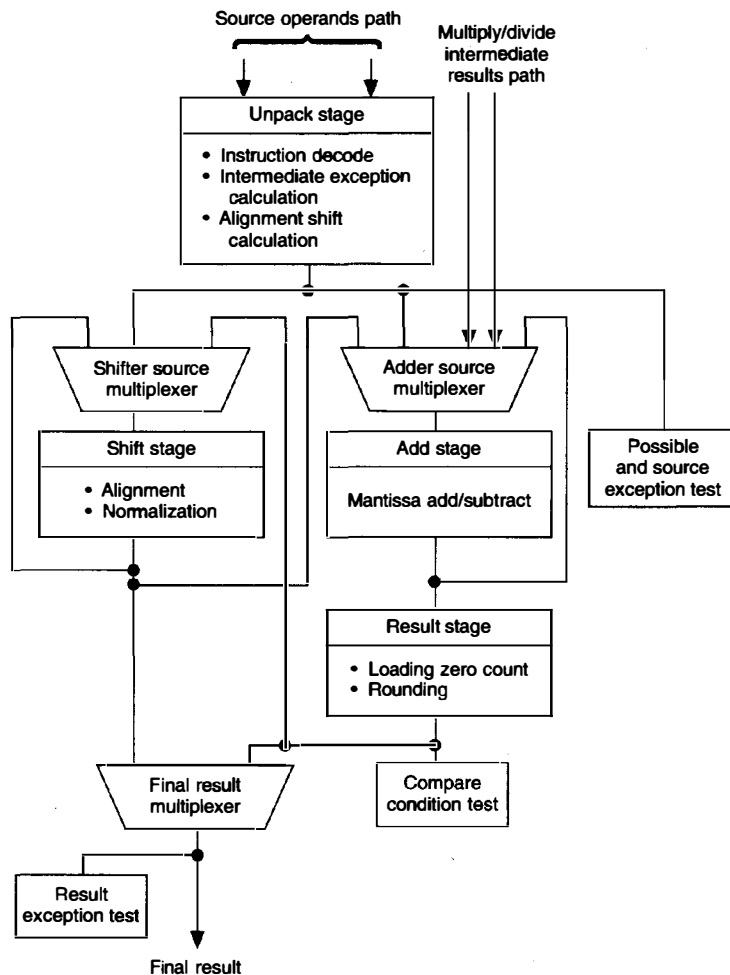 Source operands path
Multiply/divide
intermediate
results path
Unpack stage
• Instruction decode
• Intermediate exception
calculation
• Alignment shift
calculation
Shifter source
multiplexer
Adder source
multiplexer
Shift stage
• Alignment
• Normalization
Add stage
Mantissa add/subtract
Possible
and source
exception test
Result stage
• Loading zero count
• Rounding
Final result
multiplexer
Compare
condition test
Result
exception test
Final result